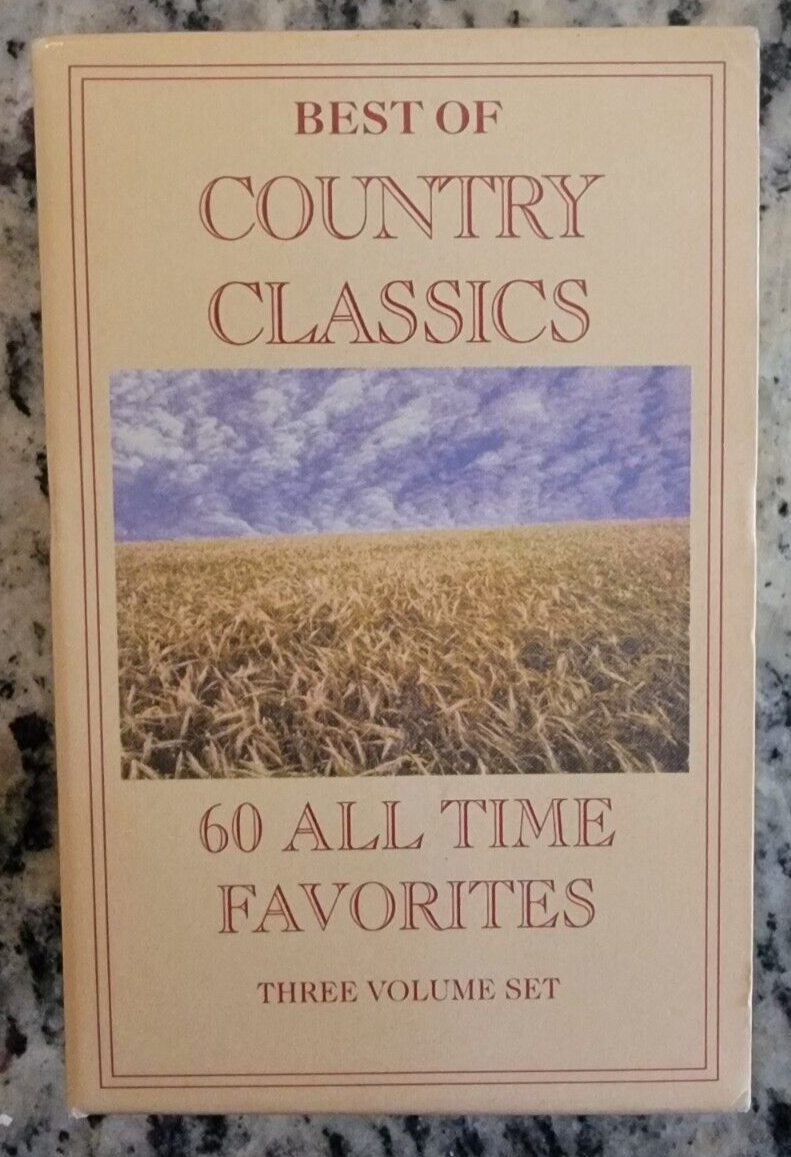 BEST OF
COUNTRY
CLASSICS
60 ALL TIME
FAVORITES
THREE VOLUME SET